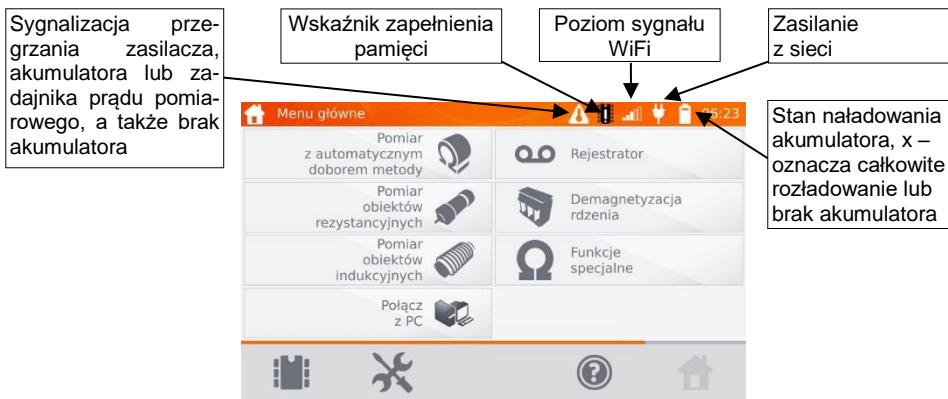 Sygnalizacja prze-
grzania zasilacza,
akumulatora lub za-
dajnika prądu pomia-
rowego, a także brak
akumulatora
Wskaźnik zapełnienia
pamięci
Poziom sygnału
WiFi
Zasilanie
z sieci
Stan naładowania
akumulatora, x –
oznacza całkowite
rozładowanie lub
brak akumulatora
Menu główne
06:23
Pomiar
z automatycznym
doborem metody
Rejestrator
Pomiar
obiektów
rezystancyjnych
Demagnetyzacja
rdzenia
Pomiar
obiektów
indukcyjnych
Funkcje
specjalne
Połącz
z PC